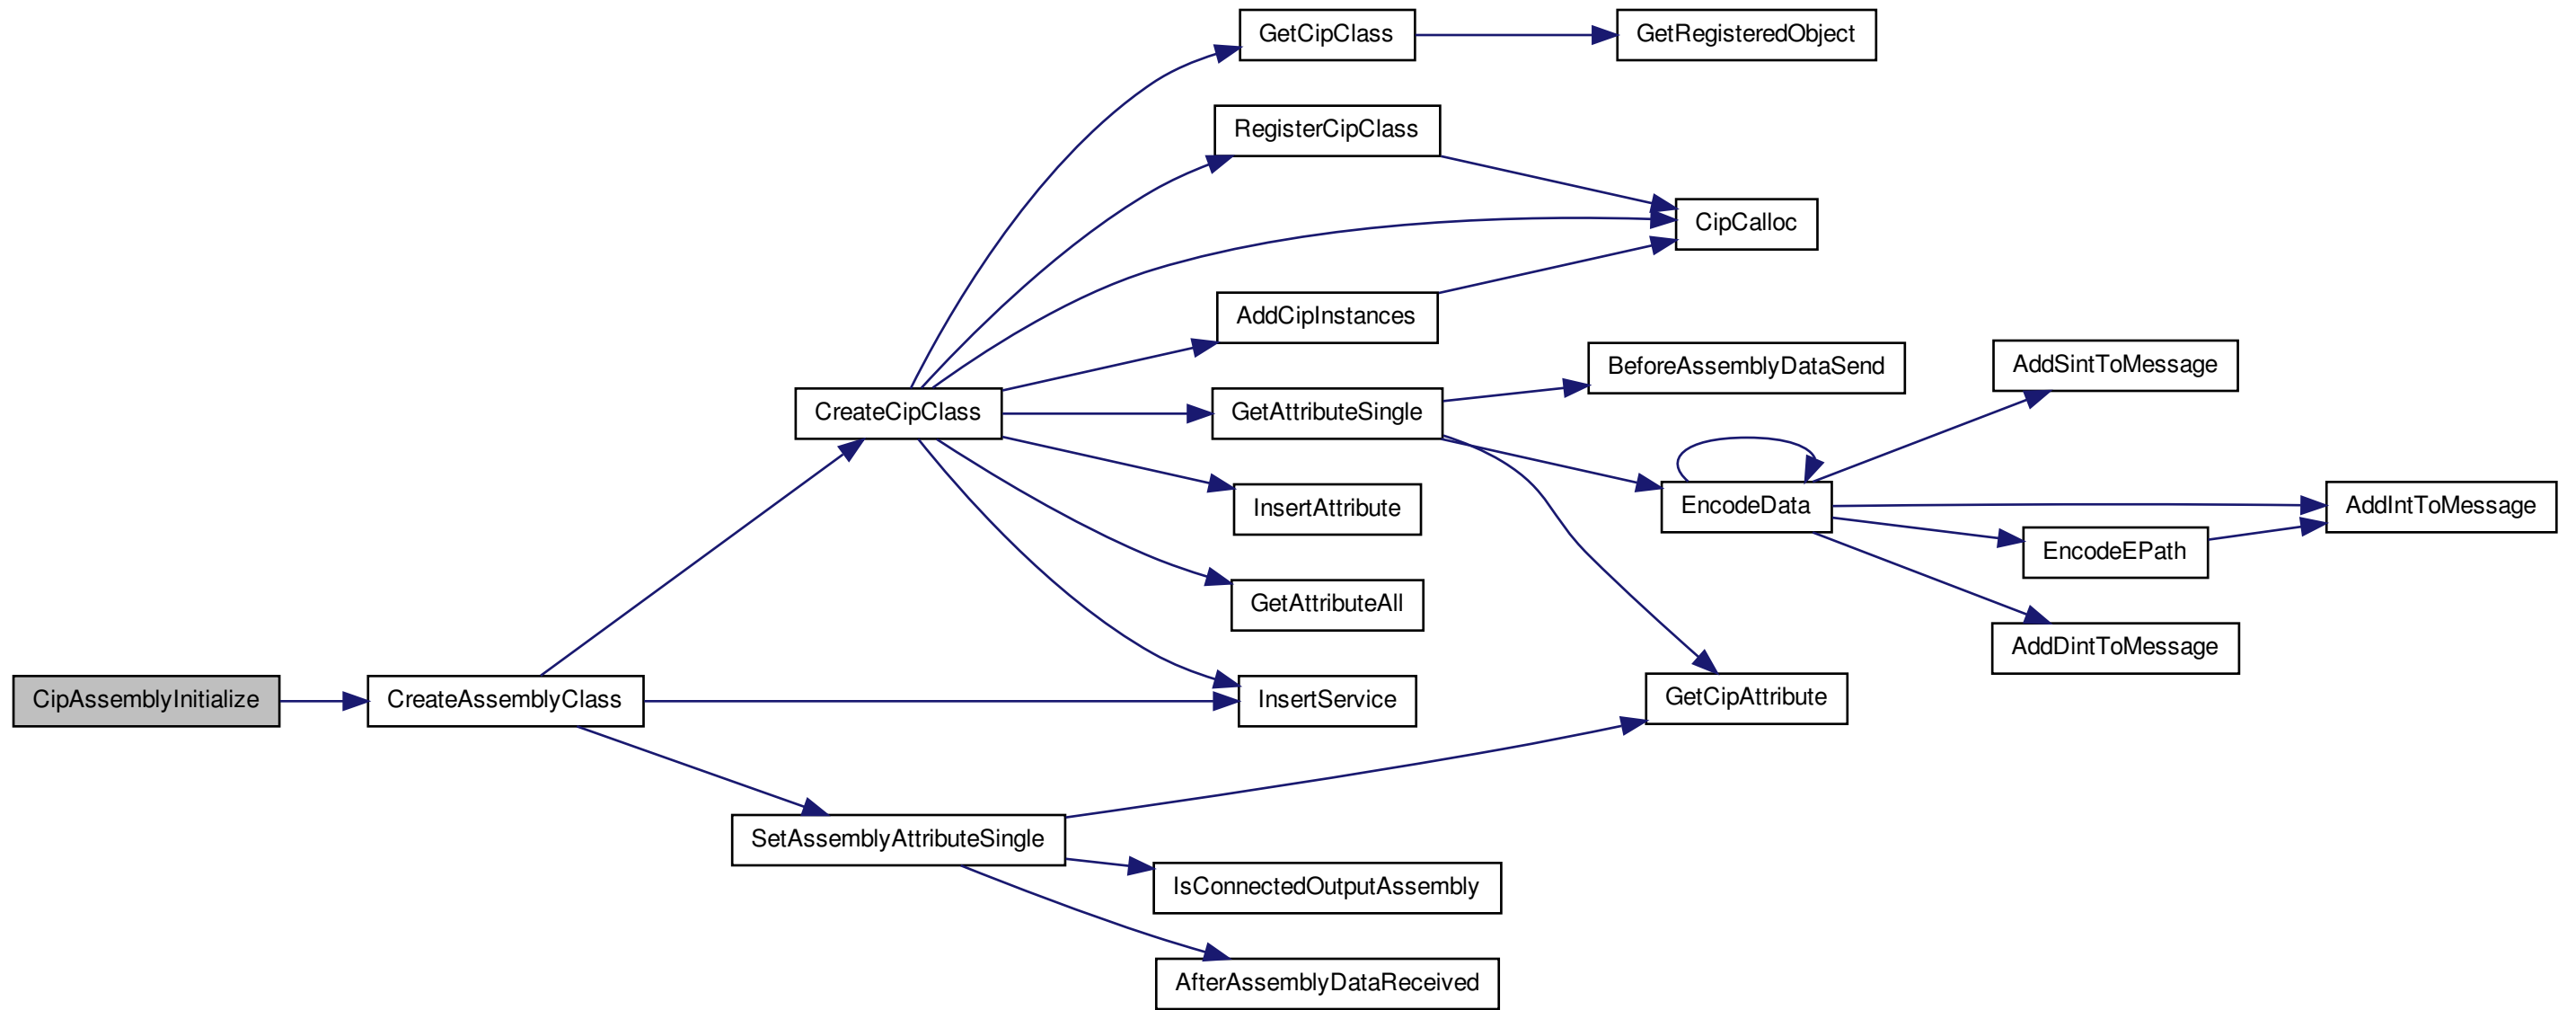 GetCipClass
GetRegisteredObject
RegisterCipClass
CipCalloc
AddCipInstances
BeforeAssemblyDataSend
AddSintToMessage
CreateCipClass
GetAttributeSingle
InsertAttribute
EncodeData
AddIntToMessage
EncodeEPath
GetAttributeAll
AddDintToMessage
CipAssemblyInitialize
CreateAssemblyClass
InsertService
GetCipAttribute
SetAssemblyAttributeSingle
IsConnectedOutputAssembly
AfterAssemblyDataReceived